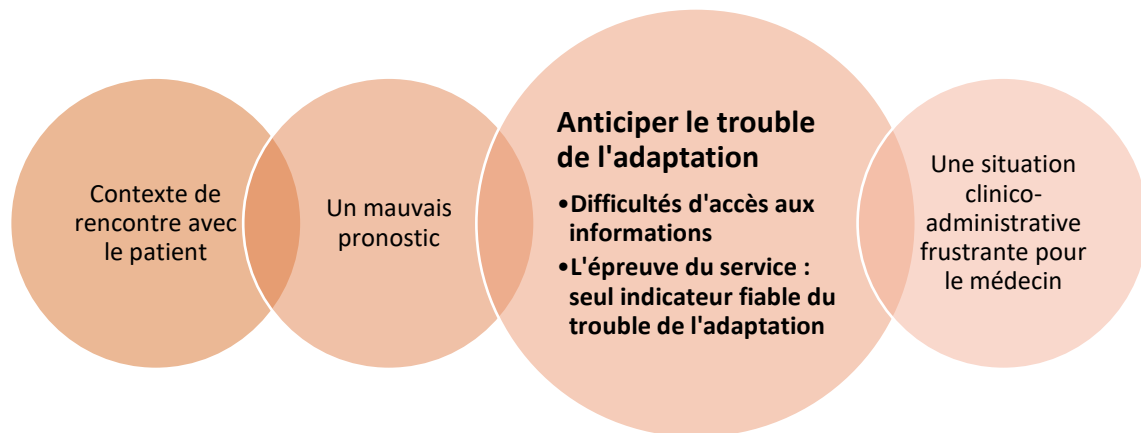 Contexte de
rencontre avec
le patient
Un mauvais
pronostic
Anticiper le trouble
de l'adaptation
•Difficultés d'accès aux
informations
•L'épreuve du service :
seul indicateur fiable du
trouble de l'adaptation
Une situation
clinico-
administrative
frustrante pour
le médecin